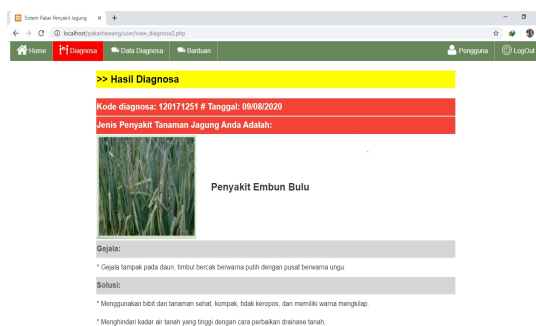 Sistem Pakar Penyakit Jagung
localhost/pakarbawang/user/view_diagnosa2.php
Home Diagnosa Data Diagnosa Bantuan Pengguna LogOut
>> Hasil Diagnosa
Kode diagnosa: 120171251 # Tanggal: 09/08/2020
Jenis Penyakit Tanaman Jagung Anda Adalah:
Penyakit Embun Bulu
Gejala:
* Gejala tampak pada daun, timbul bercak berwarna putih dengan pusat berwarna ungu.
Solusi:
* Menggunakan bibit dari tanaman sehat, kompak, tidak keropos, dan memiliki warna mengkilap.
* Menghindari kadar air tanah yang tinggi dengan cara perbaikan drainase tanah.